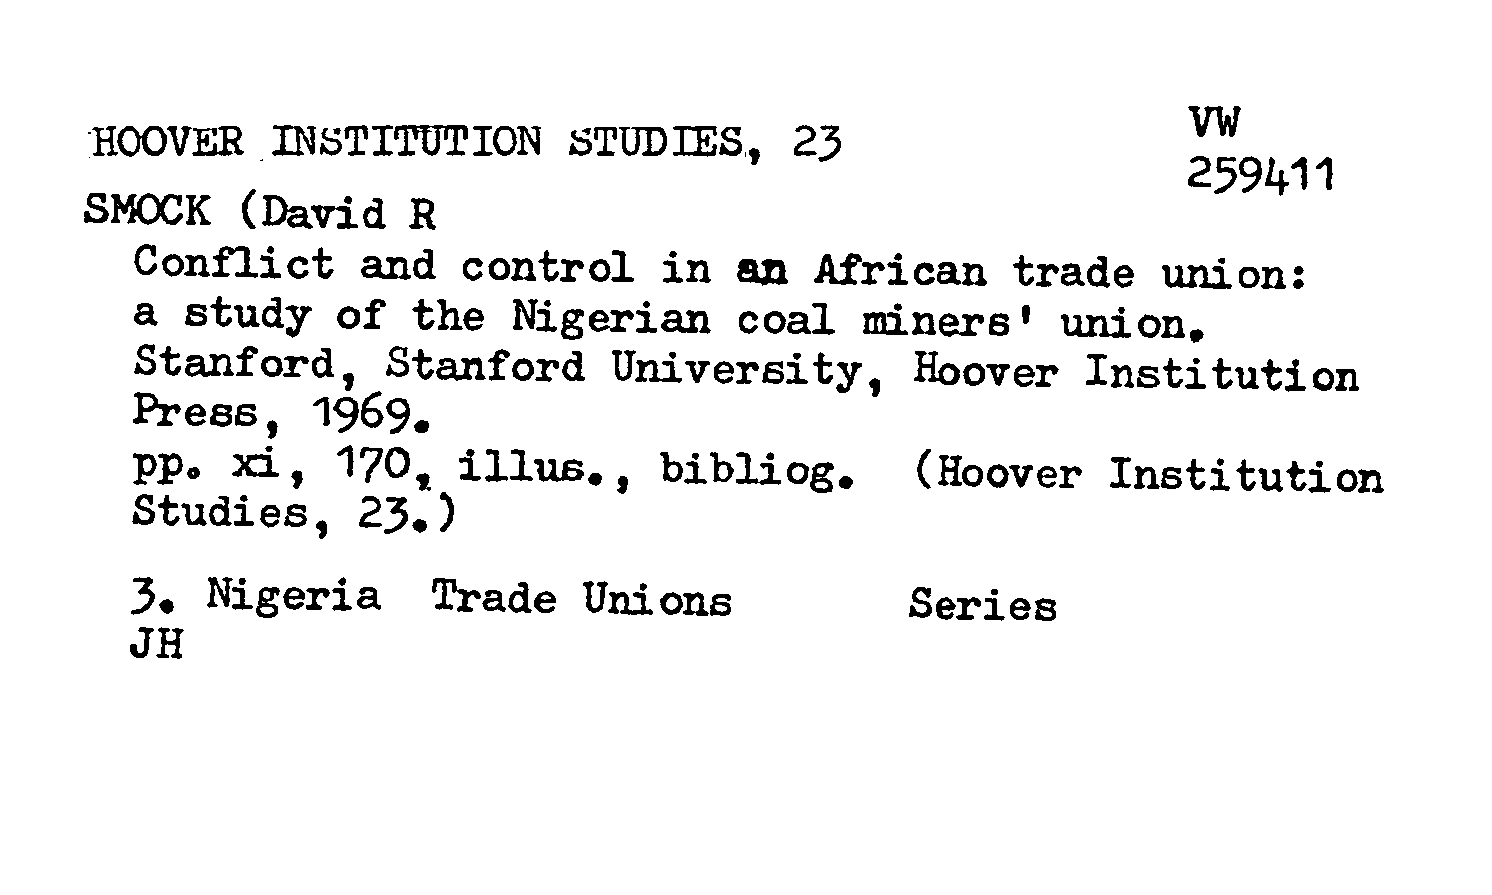 HOOVER INSTITUTION STUDIES, 23
VW
259411
SMOCK (David R
Conflict and control in an African trade union:
a study of the Nigerian coal miners' union.
Stanford, Stanford University, Hoover Institution
Press, 1969.
pp. xi, 170, illus., bibliog. (Hoover Institution
Studies, 23.)
3. Nigeria Trade Unions Series
JH